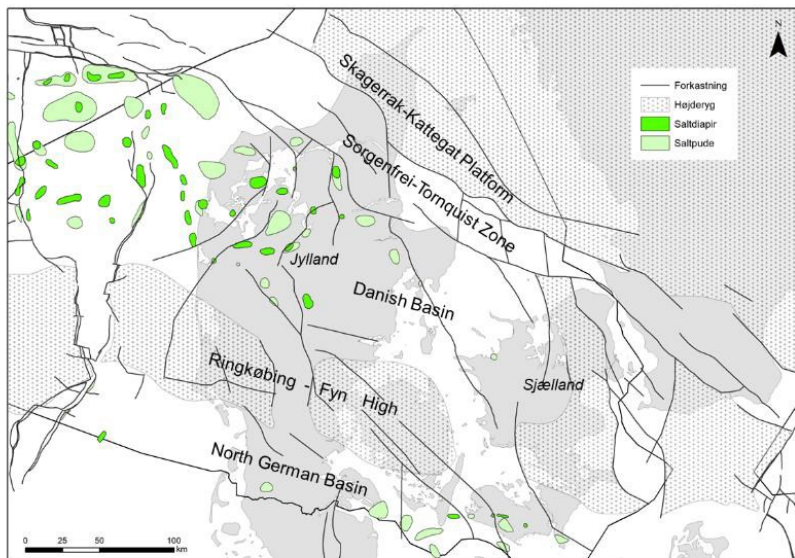 N
Forkastning
Højderyg
Saltdiapir
Saltpude
Skagerrak-Kattegat Platform
Sorgenfrei-Tornquist Zone
Jylland
Danish Basin
Ringkøbing - Fyn High
Sjælland
North German Basin
0 25 50 100
km